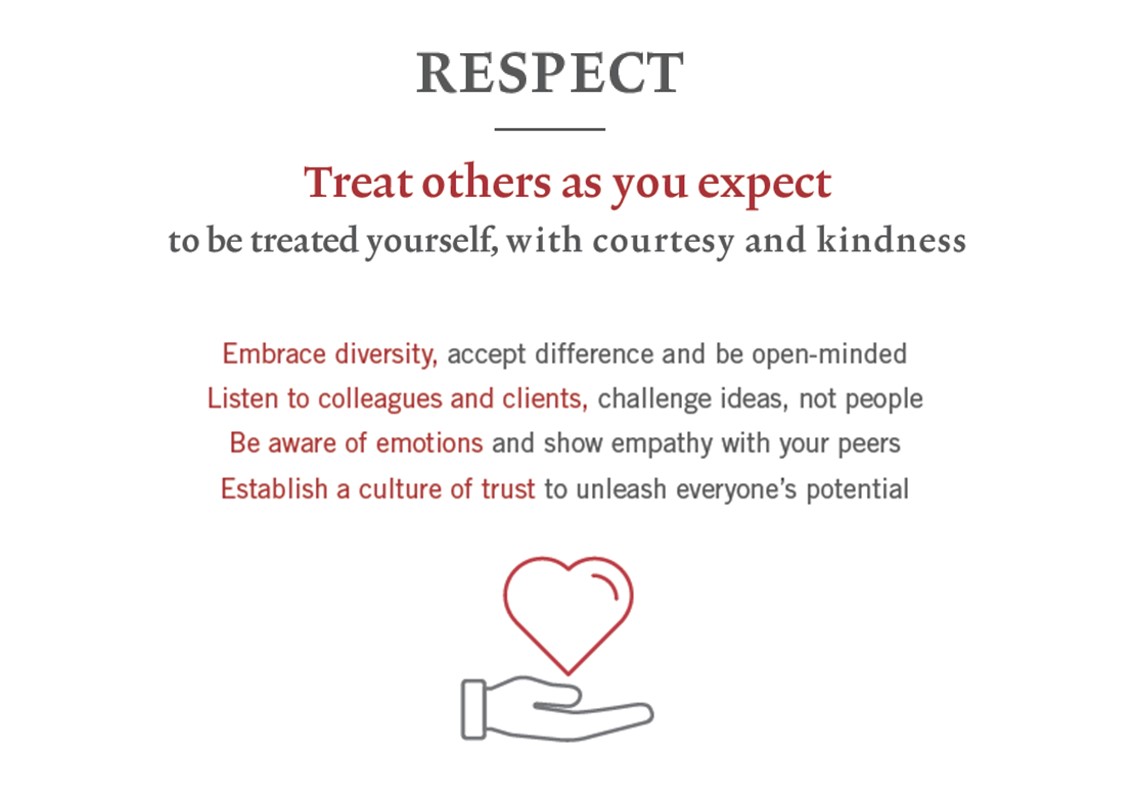 RESPECT
Treat others as you expect
to be treated yourself, with courtesy and kindness
Embrace diversity, accept difference and be open-minded
Listen to colleagues and clients, challenge ideas, not people
Be aware of emotions and show empathy with your peers
Establish a culture of trust to unleash everyone’s potential